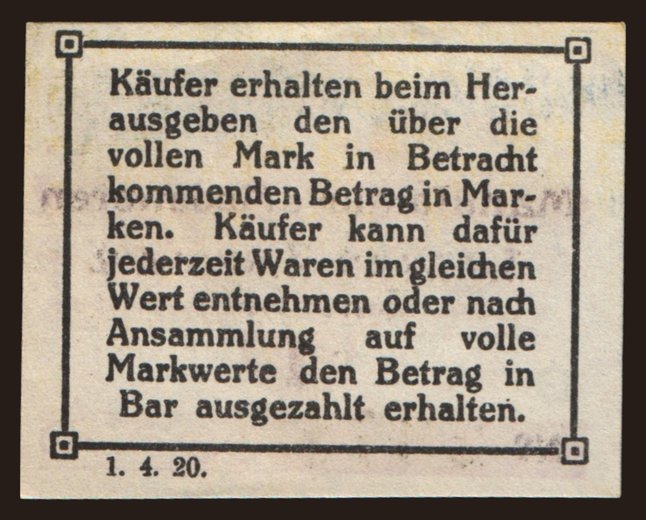 Käufer erhalten beim Her-
ausgeben den über die
vollen Mark in Betracht
kommenden Betrag in Mar-
ken. Käufer kann dafür
jederzeit Waren im gleichen
Wert entnehmen oder nach
Ansammlung auf volle
Markwerte den Betrag in
Bar ausgezahlt erhalten.
1. 4. 20.